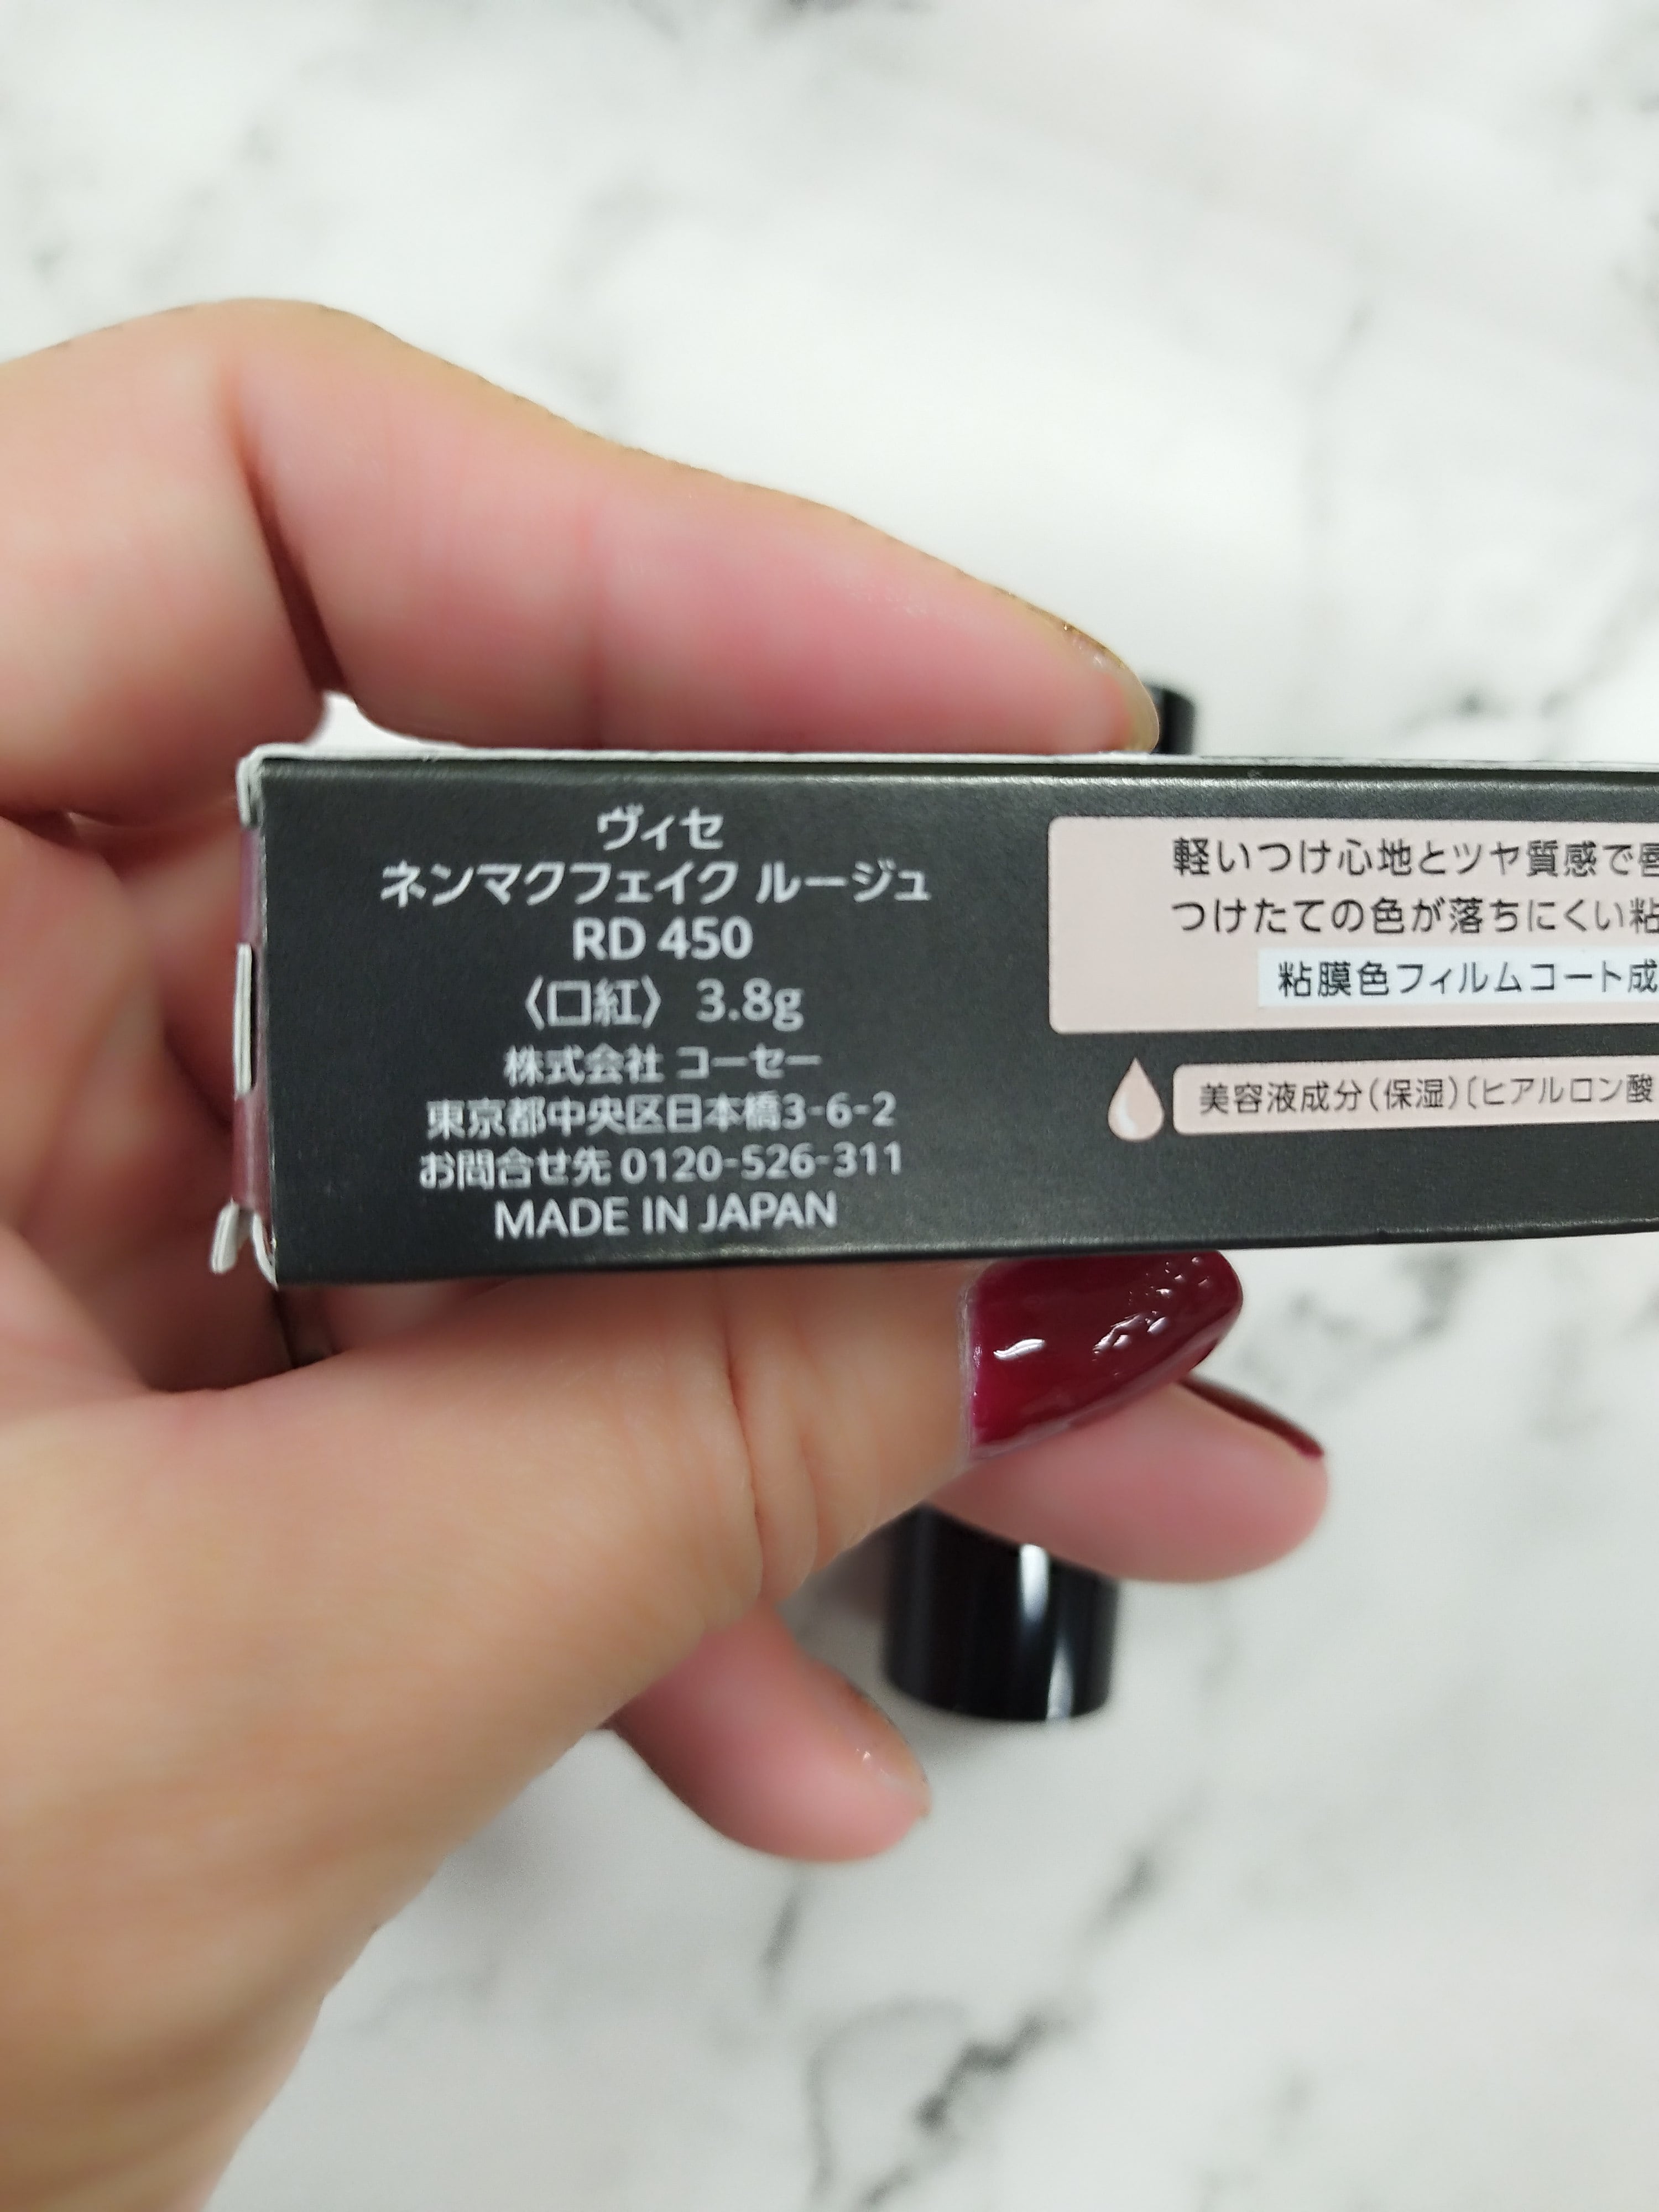 ヴィセ
ネンマクフェイク ルージュ
RD 450
〈口紅〉 3.8g
株式会社 コーセー
東京都中央区日本橋3-6-2
お問合せ先 0120-526-311
MADE IN JAPAN
軽いつけ心地とツヤ質感で唇
つけたての色が落ちにくい粘
粘膜色フィルムコート成
美容液成分(保湿)〔ヒアルロン酸